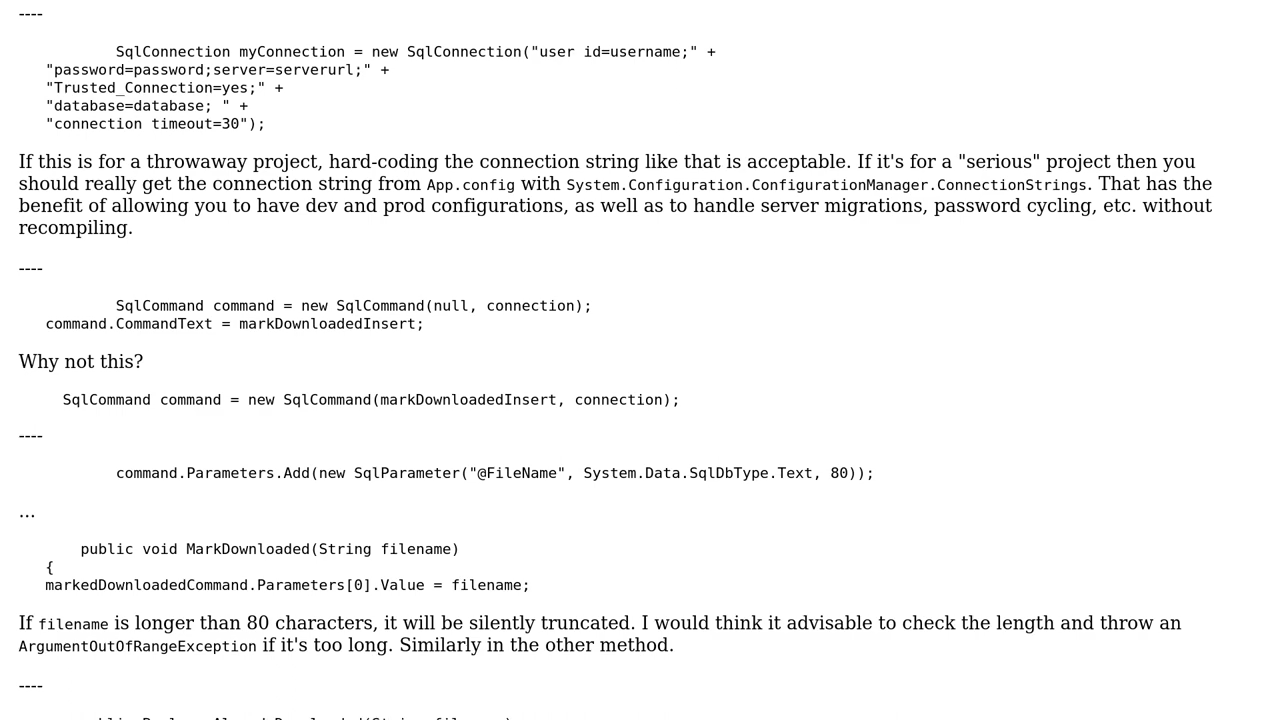 ----
SqlConnection myConnection = new SqlConnection("user id=username;" +
"password=password;server=serverurl;" +
"Trusted_Connection=yes;" +
"database=database; " +
"connection timeout=30");
If this is for a throwaway project, hard-coding the connection string like that is acceptable. If it's for a "serious" project then you
should really get the connection string from App.config with System.Configuration.ConfigurationManager.ConnectionStrings. That has the
benefit of allowing you to have dev and prod configurations, as well as to handle server migrations, password cycling, etc. without
recompiling.
----
SqlCommand command = new SqlCommand(null, connection);
command.CommandText = markDownloadedInsert;
Why not this?
SqlCommand command = new SqlCommand(markDownloadedInsert, connection);
----
command.Parameters.Add(new SqlParameter("@FileName", System.Data.SqlDbType.Text, 80));
...
public void MarkDownloaded(String filename)
{
markedDownloadedCommand.Parameters[0].Value = filename;
If filename is longer than 80 characters, it will be silently truncated. I would think it advisable to check the length and throw an
ArgumentOutOfRangeException if it's too long. Similarly in the other method.
----